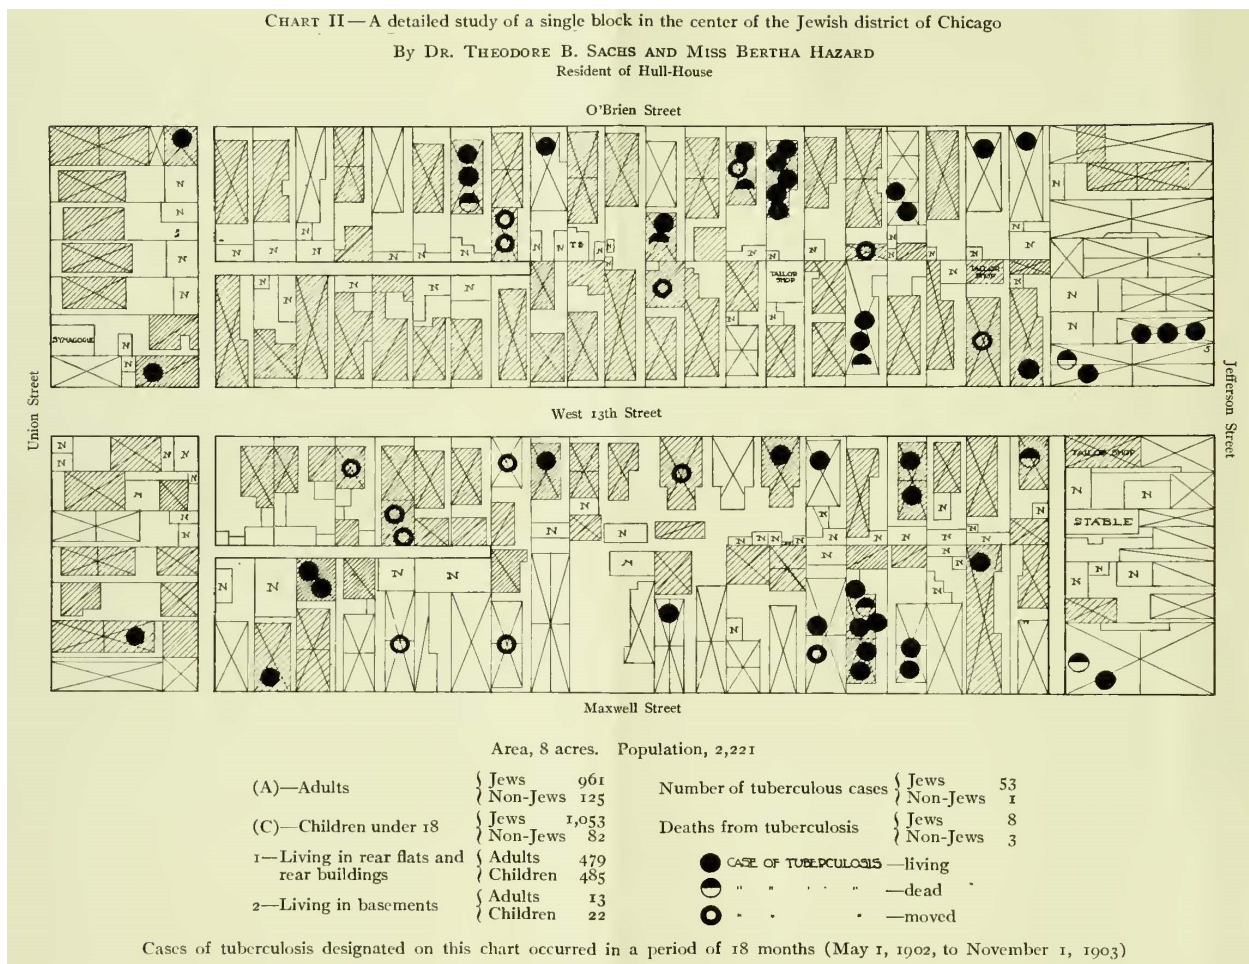 CHART II—A detailed study of a single block in the center of the Jewish district of Chicago
By DR. THEODORE B. SACHS AND MISS BERTHA HAZARD
Resident of Hull-House
O'Brien Street
N
N
S
N
N
SYNAGOGUE
N
N
TAILOR SHOP
TAILOR SHOP
T S
S
Union Street
Jefferson Street
West 13th Street
TAILOR SHOP
N
N
STABLE
N
N
N
N
N
N
Maxwell Street
Area, 8 acres. Population, 2,221
(A)—Adults { Jews 961
Non-Jews 125
(C)—Children under 18 { Jews 1,053
Non-Jews 82
1—Living in rear flats and rear buildings { Adults 479
Children 485
2—Living in basements { Adults 13
Children 22
Number of tuberculous cases { Jews 53
Non-Jews 1
Deaths from tuberculosis { Jews 8
Non-Jews 3
CASE OF TUBERCULOSIS —living
" " " " —dead
" " " —moved
Cases of tuberculosis designated on this chart occurred in a period of 18 months (May 1, 1902, to November 1, 1903)